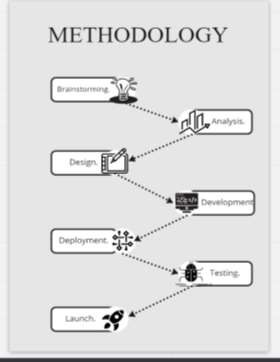 METHODOLOGY
Brainstorming.
Analysis.
Design.
Development
Deployment.
Testing.
Launch.